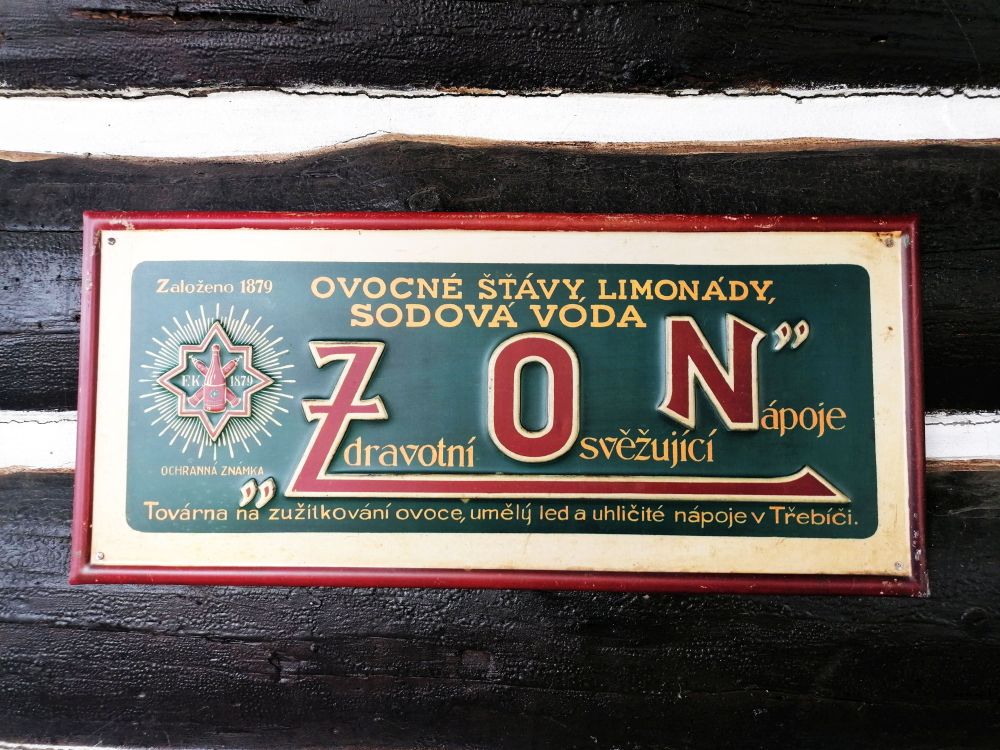 Založeno 1879
OVOCNÉ ŠŤÁVY, LIMONÁDY,
SODOVÁ VODA
EK 1879
OCHRANNÁ ZNÁMKA
„ZON”
Zdravotní Osvěžující Nápoje
Továrna na zužitkování ovoce, umělý led a uhličité nápoje v Třebíči.